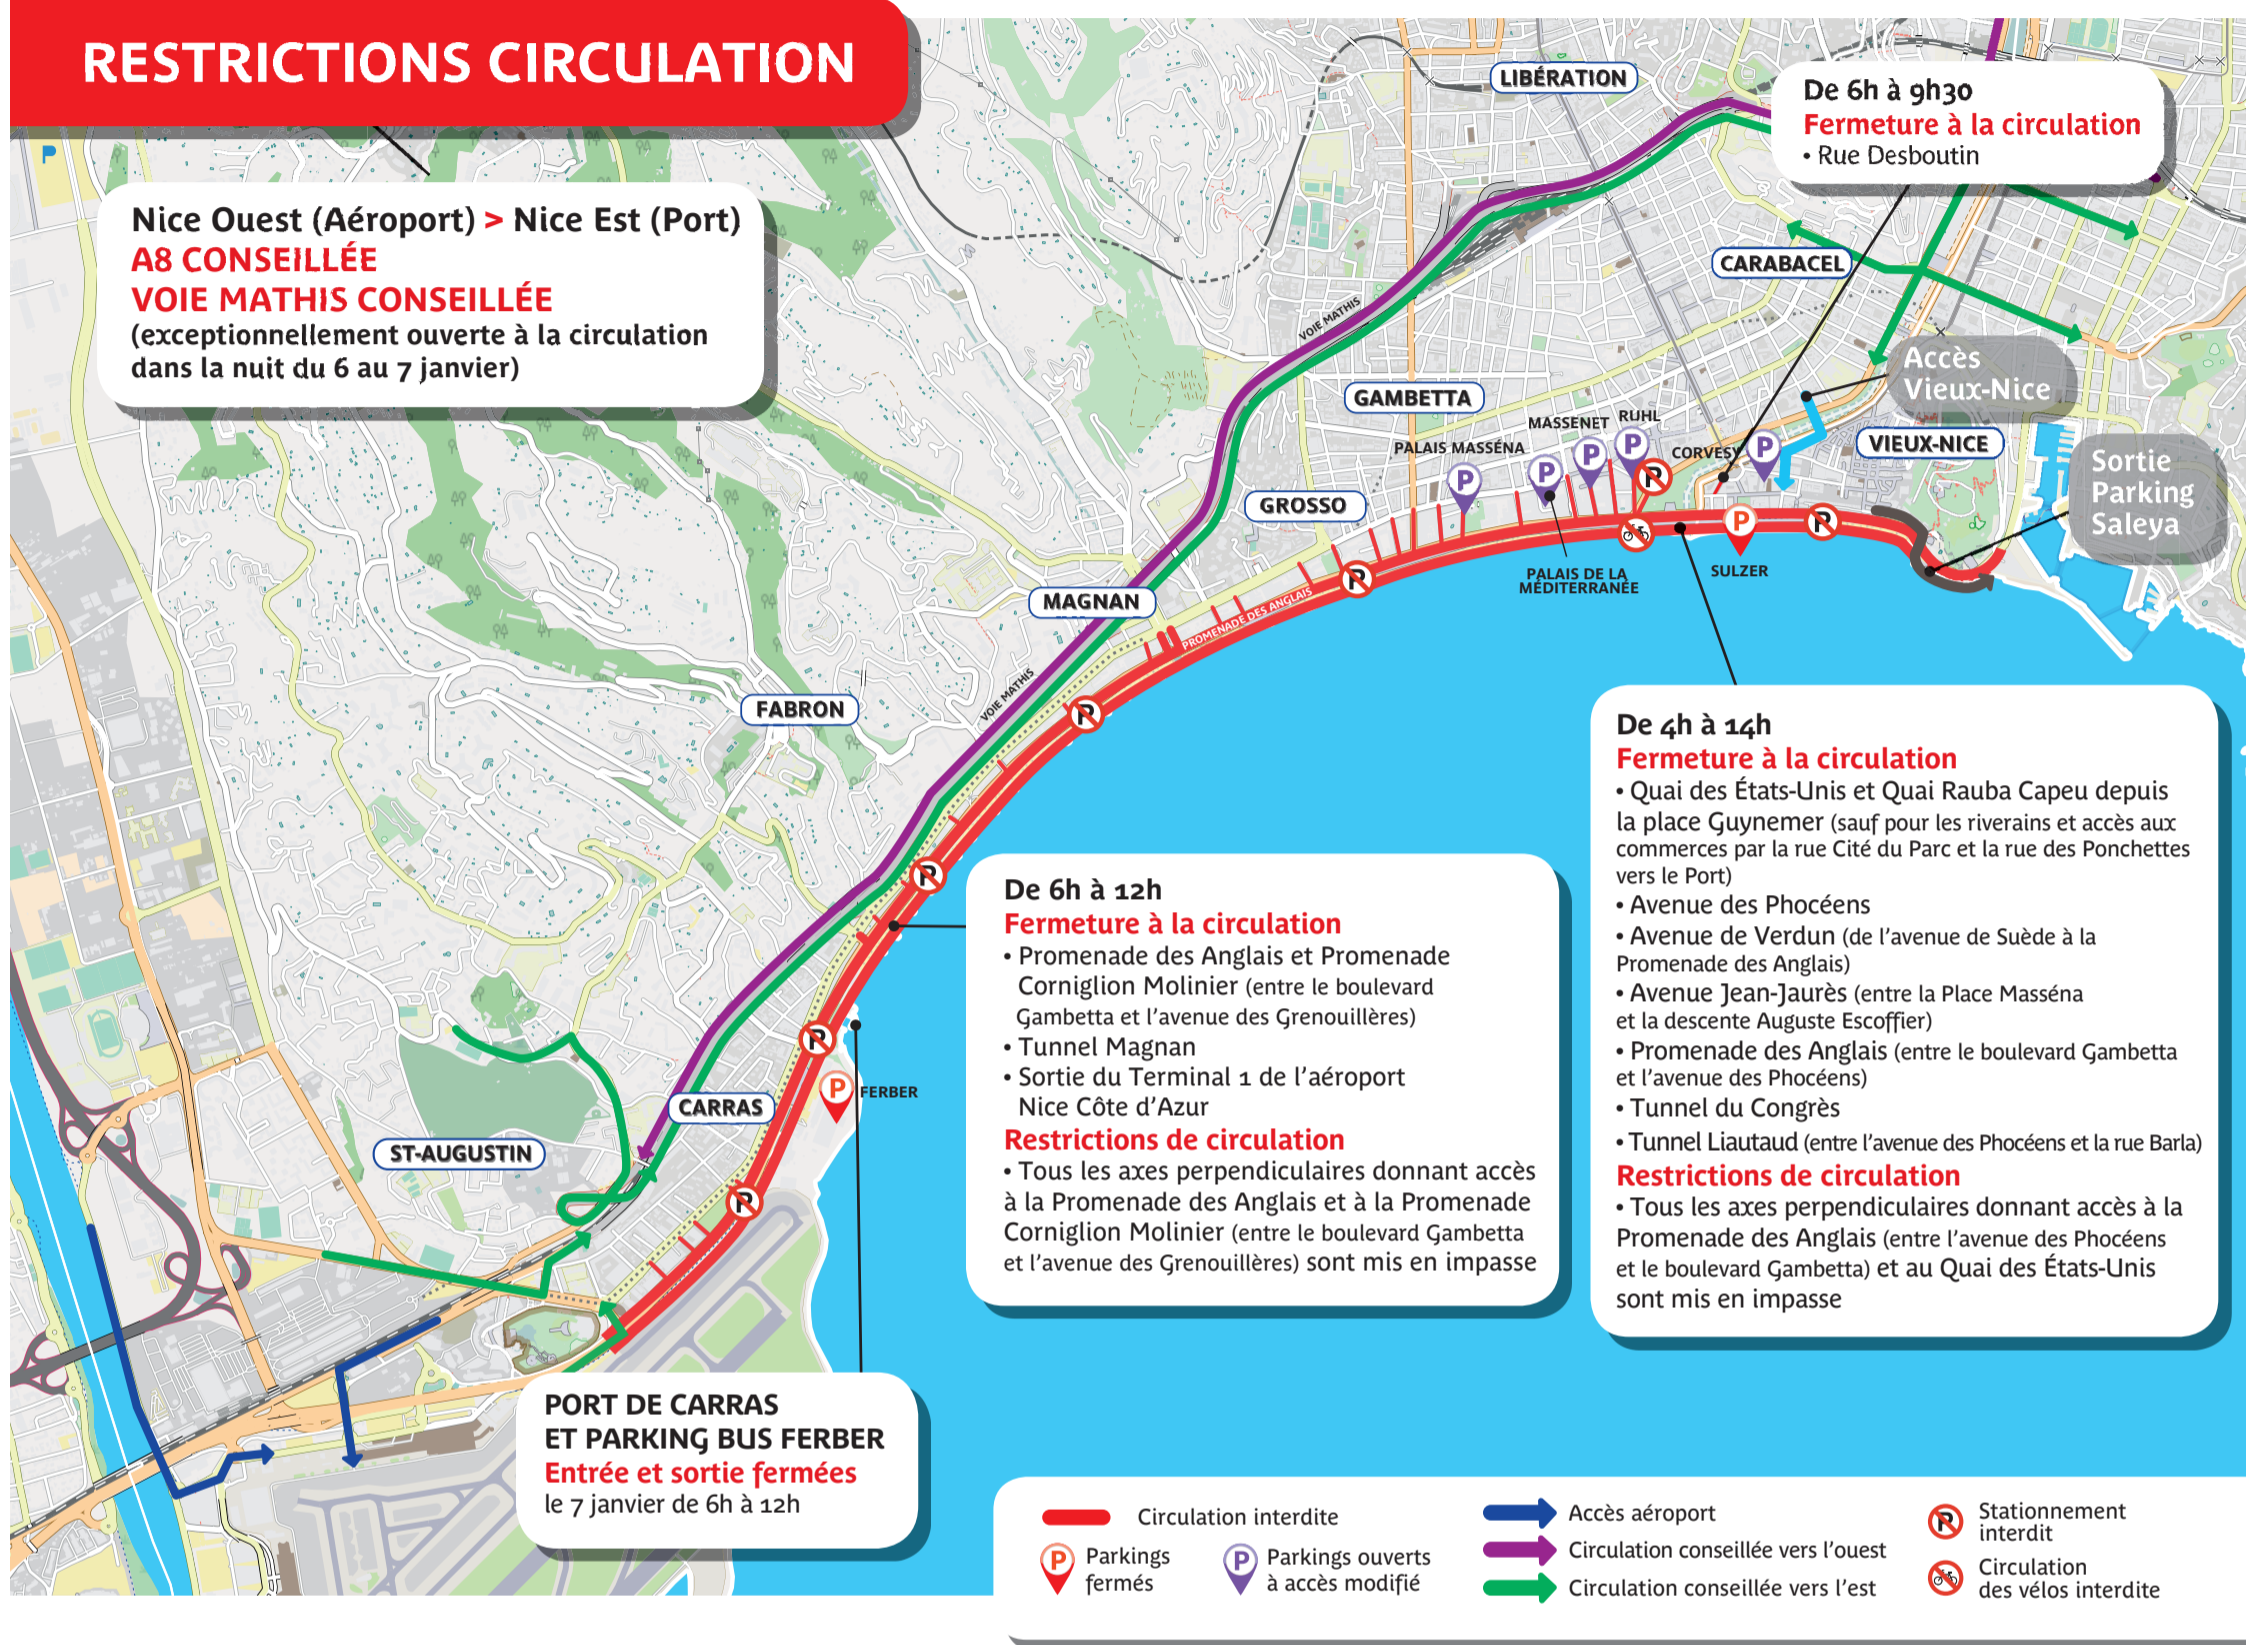 RESTRICTIONS CIRCULATION
Nice Ouest (Aéroport) > Nice Est (Port)
A8 CONSEILLÉE
VOIE MATHIS CONSEILLÉE
(exceptionnellement ouverte à la circulation
dans la nuit du 6 au 7 janvier)
De 6h à 9h30
Fermeture à la circulation
• Rue Desboutin
P
LIBÉRATION
CARABACEL
VOIE MATHIS
Accès
Vieux-Nice
GAMBETTA
MASSENET
RUHL
PALAIS MASSÉNA
CORVESY
VIEUX-NICE
P
P
P
P
P
P
Sortie
Parking
Saleya
GROSSO
P
P
PALAIS DE LA
MÉDITERRANÉE
SULZER
P
MAGNAN
PROMENADE DES ANGLAIS
VOIE MATHIS
FABRON
P
P
P
P
FERBER
CARRAS
ST-AUGUSTIN
P
De 6h à 12h
Fermeture à la circulation
• Promenade des Anglais et Promenade
Corniglion Molinier (entre le boulevard
Gambetta et l'avenue des Grenouillères)
• Tunnel Magnan
• Sortie du Terminal 1 de l'aéroport
Nice Côte d'Azur
Restrictions de circulation
• Tous les axes perpendiculaires donnant accès
à la Promenade des Anglais et à la Promenade
Corniglion Molinier (entre le boulevard Gambetta
et l'avenue des Grenouillères) sont mis en impasse
De 4h à 14h
Fermeture à la circulation
• Quai des États-Unis et Quai Rauba Capeu depuis
la place Guynemer (sauf pour les riverains et accès aux
commerces par la rue Cité du Parc et la rue des Ponchettes
vers le Port)
• Avenue des Phocéens
• Avenue de Verdun (de l'avenue de Suède à la
Promenade des Anglais)
• Avenue Jean-Jaurès (entre la Place Masséna
et la descente Auguste Escoffier)
• Promenade des Anglais (entre le boulevard Gambetta
et l'avenue des Phocéens)
• Tunnel du Congrès
• Tunnel Liautaud (entre l'avenue des Phocéens et la rue Barla)
Restrictions de circulation
• Tous les axes perpendiculaires donnant accès à la
Promenade des Anglais (entre l'avenue des Phocéens
et le boulevard Gambetta) et au Quai des États-Unis
sont mis en impasse
PORT DE CARRAS
ET PARKING BUS FERBER
Entrée et sortie fermées
le 7 janvier de 6h à 12h
Circulation interdite
P Parkings
fermés
P Parkings ouverts
à accès modifié
Accès aéroport
Circulation conseillée vers l'ouest
Circulation conseillée vers l'est
P Stationnement
interdit
Circulation
des vélos interdite